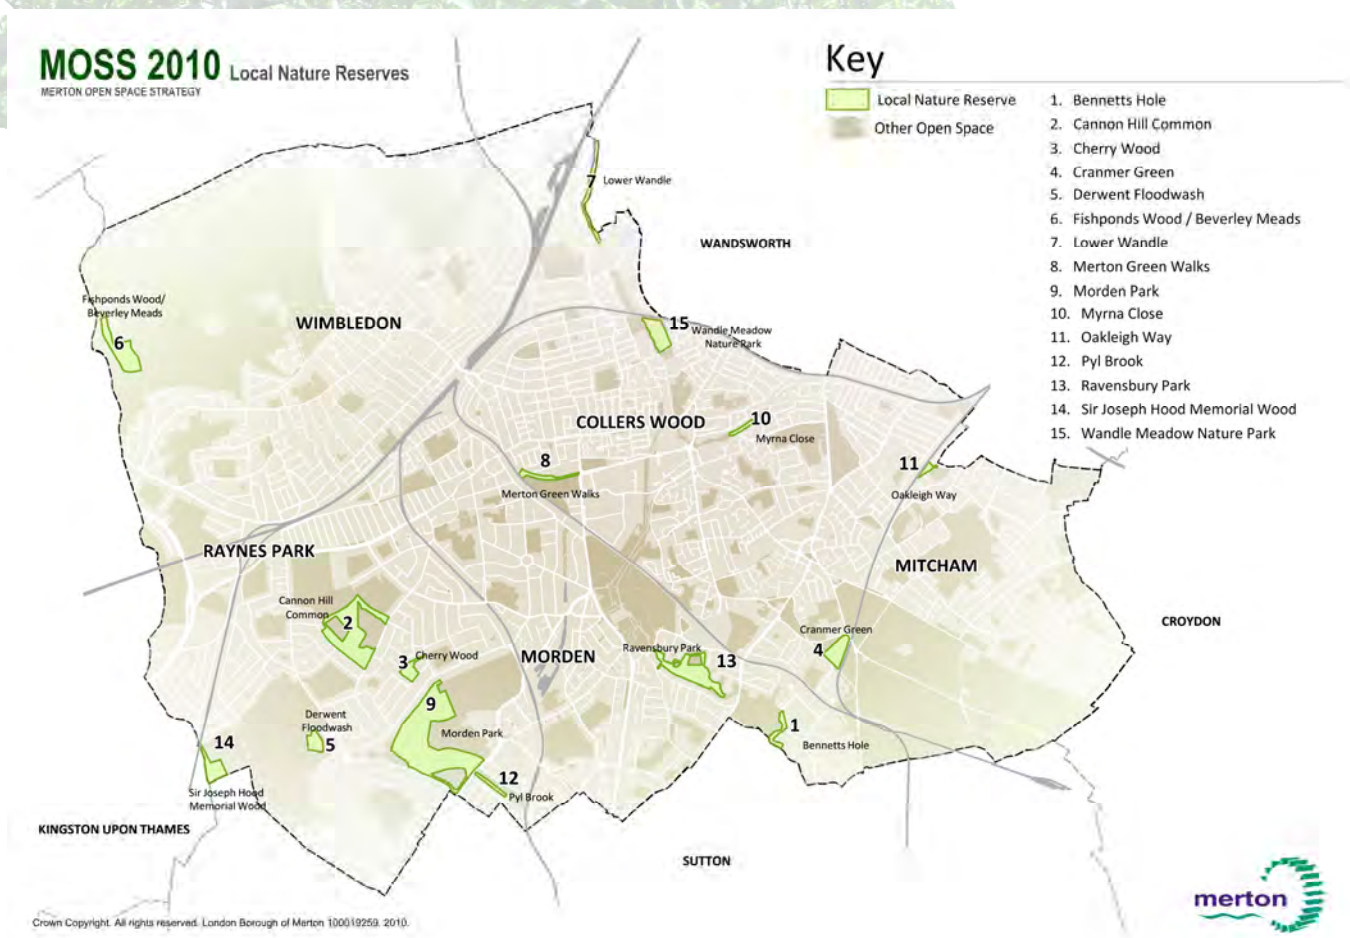 MOSS 2010 Local Nature Reserves
MERTON OPEN SPACE STRATEGY
Key
Local Nature Reserve
Other Open Space
1. Bennetts Hole
2. Cannon Hill Common
3. Cherry Wood
4. Cranmer Green
5. Derwent Floodwash
6. Fishponds Wood / Beverley Meads
7. Lower Wandle
8. Merton Green Walks
9. Morden Park
10. Myrna Close
11. Oakleigh Way
12. Pyl Brook
13. Ravensbury Park
14. Sir Joseph Hood Memorial Wood
15. Wandle Meadow Nature Park
7 Lower Wandle
WANDSWORTH
Fishponds Wood/
Beverley Meads
6
WIMBLEDON
15 Wandle Meadow
Nature Park
COLLERS WOOD
10
Myrna Close
8
Merton Green Walks
11
Oakleigh Way
RAYNES PARK
MITCHAM
Cannon Hill
Common
2
CROYDON
Cranmer Green
4
Ravensbury Park
13
MORDEN
3 Cherry Wood
9
Morden Park
Derwent
Floodwash
5
1
Bennetts Hole
14
Sir Joseph Hood
Memorial Wood
12
Pyl Brook
KINGSTON UPON THAMES
SUTTON
merton
Crown Copyright. All rights reserved. London Borough of Merton 100019259. 2010.